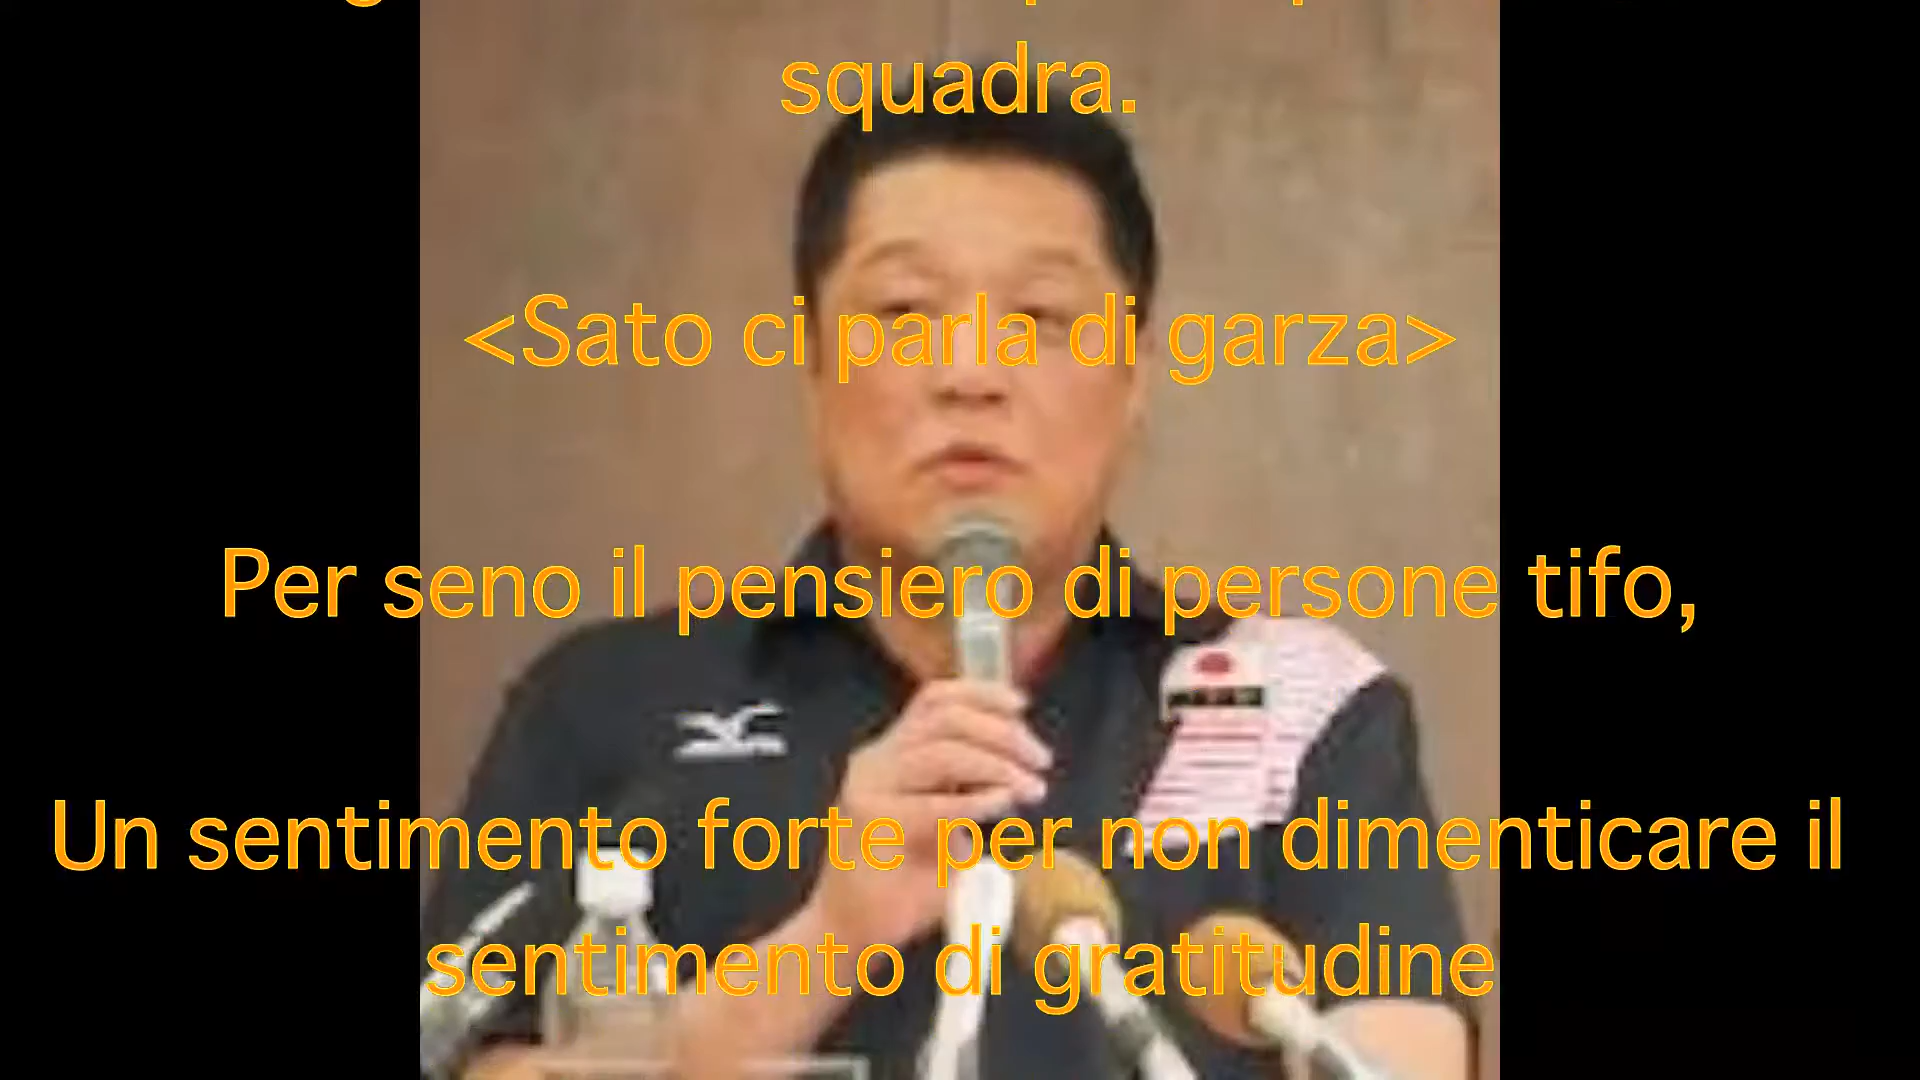 squadra.
<Sato ci parla di garza>
Per seno il pensiero di persone tifo,
Un sentimento forte per non dimenticare il
sentimento di gratitudine